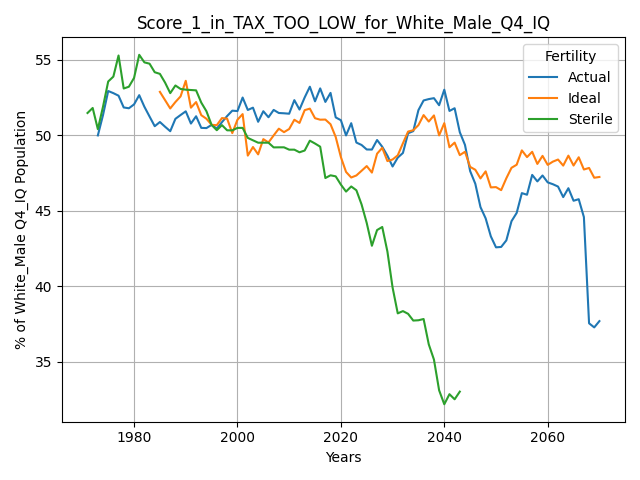 Score_1_in_TAX_TOO_LOW_for_White_Male_Q4_IQ
% of White_Male Q4_IQ Population
55
50
45
40
35
Fertility
Actual
Ideal
Sterile
1980 2000 2020 2040 2060
Years